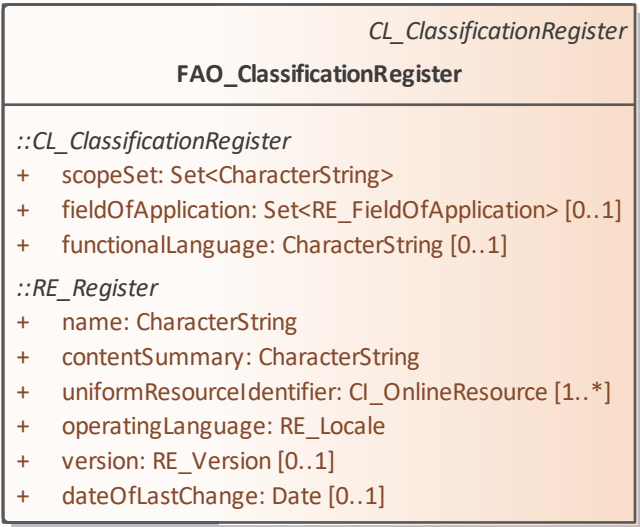 CL_ClassificationRegister
FAO_ClassificationRegister
::CL_ClassificationRegister
+ scopeSet: Set<CharacterString>
+ fieldOfApplication: Set<RE_FieldOfApplication> [0..1]
+ functionalLanguage: CharacterString [0..1]
::RE_Register
+ name: CharacterString
+ contentSummary: CharacterString
+ uniformResourceIdentifier: CI_OnlineResource [1..*]
+ operatingLanguage: RE_Locale
+ version: RE_Version [0..1]
+ dateOfLastChange: Date [0..1]